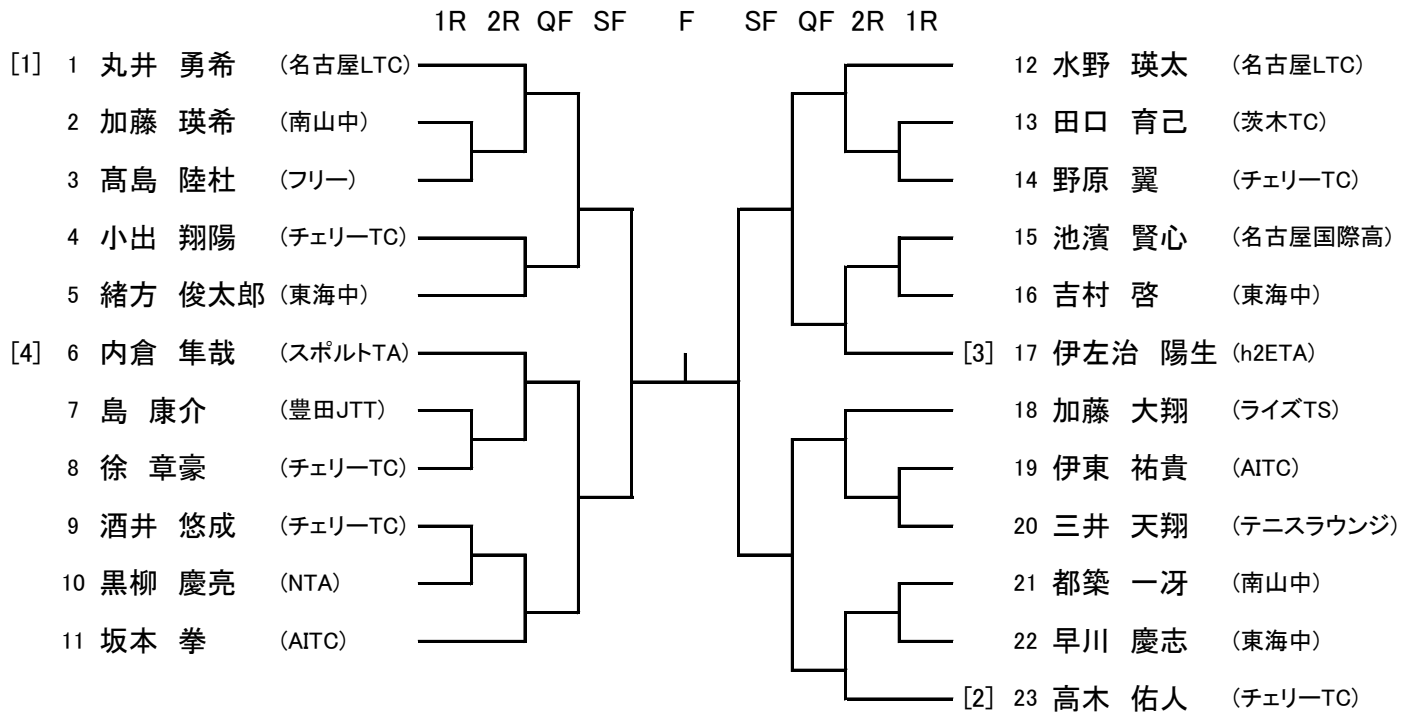 1R 2R QF SF F SF QF 2R 1R
[1] 1 丸井 勇希 (名古屋LTC)
2 加藤 瑛希 (南山中)
3 髙島 陸杜 (フリー)
4 小出 翔陽 (チェリーTC)
5 緒方 俊太郎 (東海中)
[4] 6 内倉 隼哉 (スポルトTA)
7 島 康介 (豊田JTT)
8 徐 章豪 (チェリーTC)
9 酒井 悠成 (チェリーTC)
10 黒柳 慶亮 (NTA)
11 坂本 拳 (AITC)
12 水野 瑛太 (名古屋LTC)
13 田口 育己 (茨木TC)
14 野原 翼 (チェリーTC)
15 池濱 賢心 (名古屋国際高)
16 吉村 啓 (東海中)
[3] 17 伊左治 陽生 (h2ETA)
18 加藤 大翔 (ライズTS)
19 伊東 祐貴 (AITC)
20 三井 天翔 (テニスラウンジ)
21 都築 一冴 (南山中)
22 早川 慶志 (東海中)
[2] 23 高木 佑人 (チェリーTC)